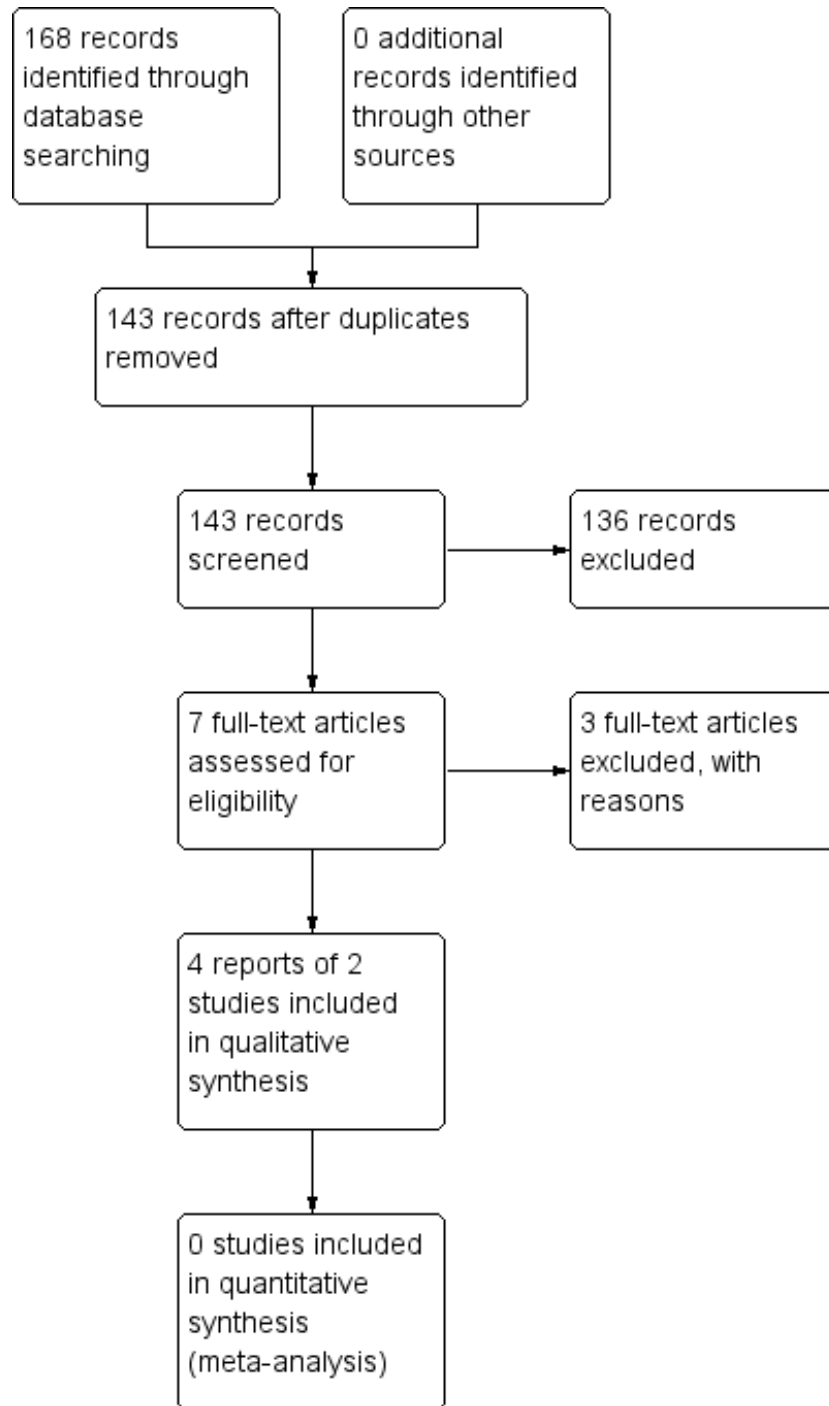 168 records
identified through
database
searching
0 additional
records identified
through other
sources
143 records after duplicates
removed
143 records
screened
136 records
excluded
7 full-text articles
assessed for
eligibility
3 full-text articles
excluded, with
reasons
4 reports of 2
studies included
in qualitative
synthesis
0 studies included
in quantitative
synthesis
(meta-analysis)